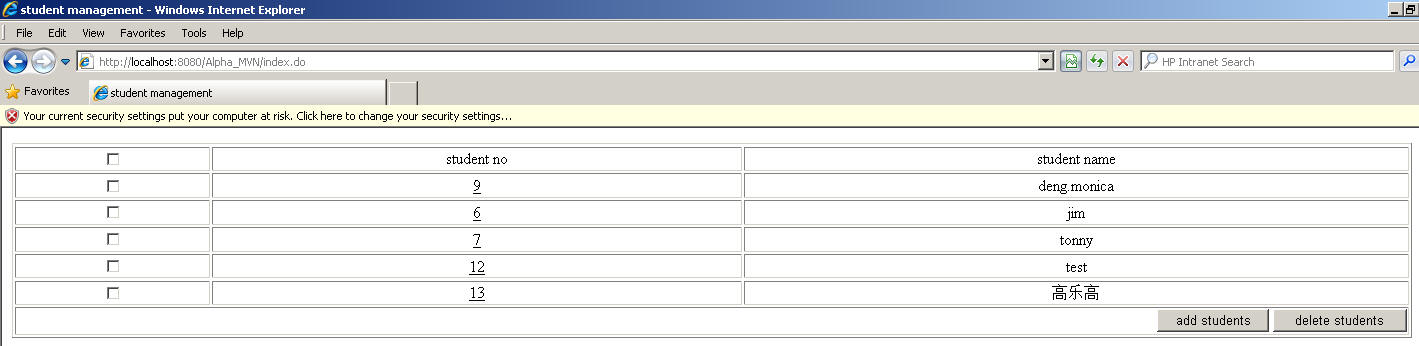 student management - Windows Internet Explorer
File Edit View Favorites Tools Help
http://localhost:8080/Alpha_MVN/index.do HP Intranet Search
Favorites student management
Your current security settings put your computer at risk. Click here to change your security settings...
student no student name
9 deng.monica
6 jim
7 tonny
12 test
13 高乐高
add students delete students